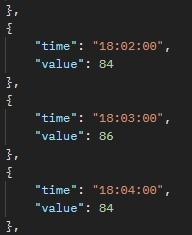 },
{
"time": "18:02:00",
"value": 84
},
{
"time": "18:03:00",
"value": 86
},
{
"time": "18:04:00",
"value": 84
},